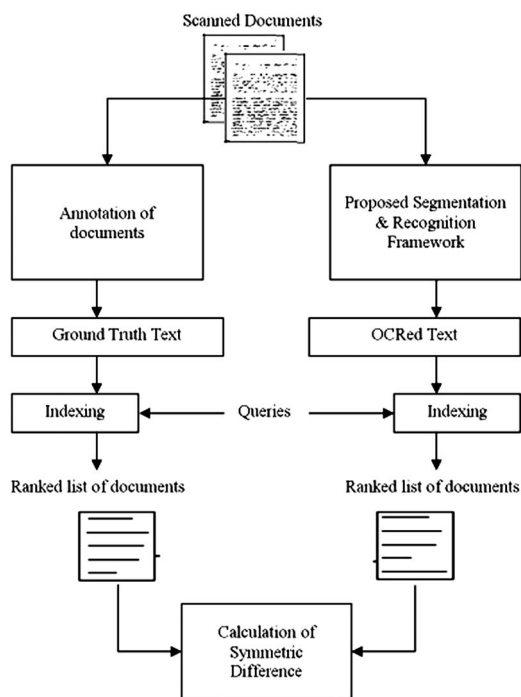 Scanned Documents
Annotation of
documents
Proposed Segmentation
& Recognition
Framework
Ground Truth Text
OCRed Text
Indexing
Queries
Indexing
Ranked list of documents
Ranked list of documents
Calculation of
Symmetric
Difference